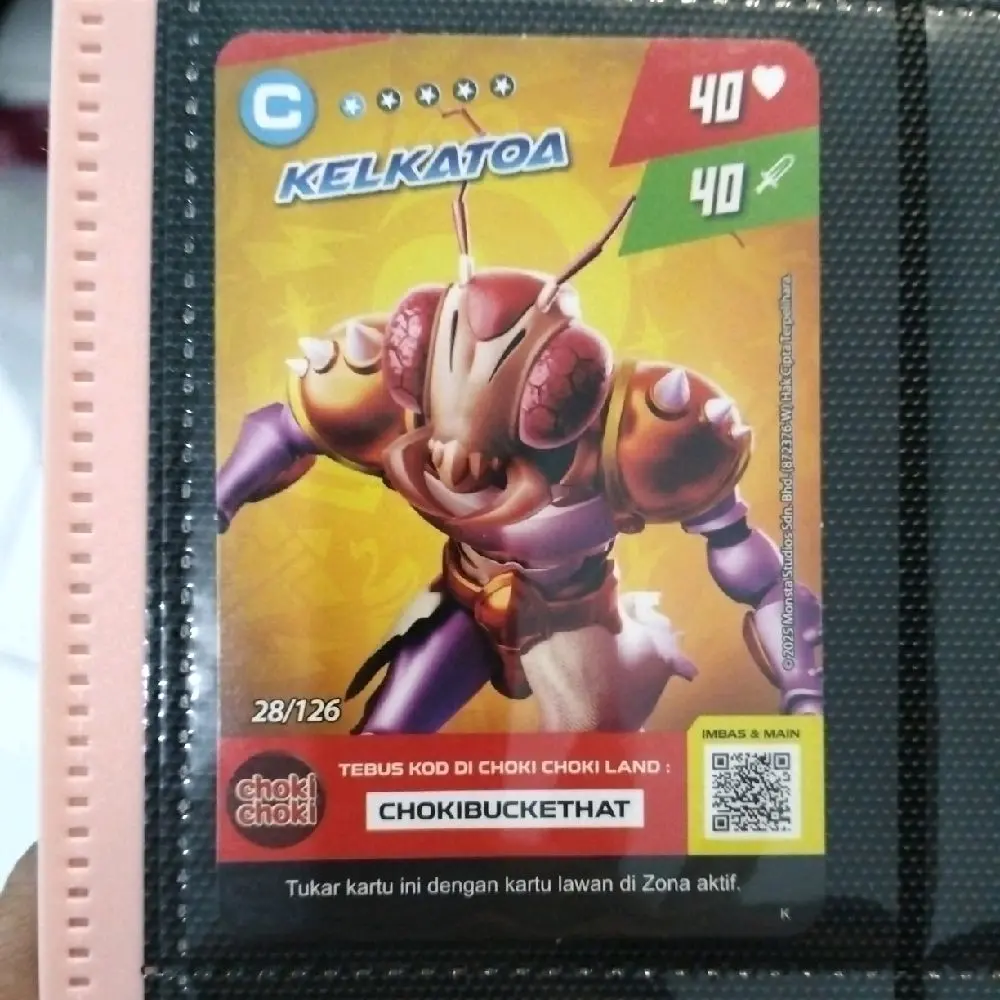 C
40
KELKATOA
40
© 2025 Monsta Studios Sdn. Bhd. (872376-W) Hak Cipta Terpelihara.
28/126
IMBAS & MAIN
choki
choki
TEBUS KOD DI CHOKI CHOKI LAND :
CHOKIBUCKETHAT
Tukar kartu ini dengan kartu lawan di Zona aktif.
K